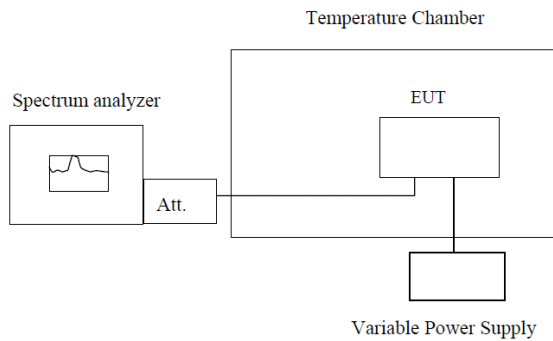 Temperature Chamber
Spectrum analyzer
EUT
Att.
Variable Power Supply